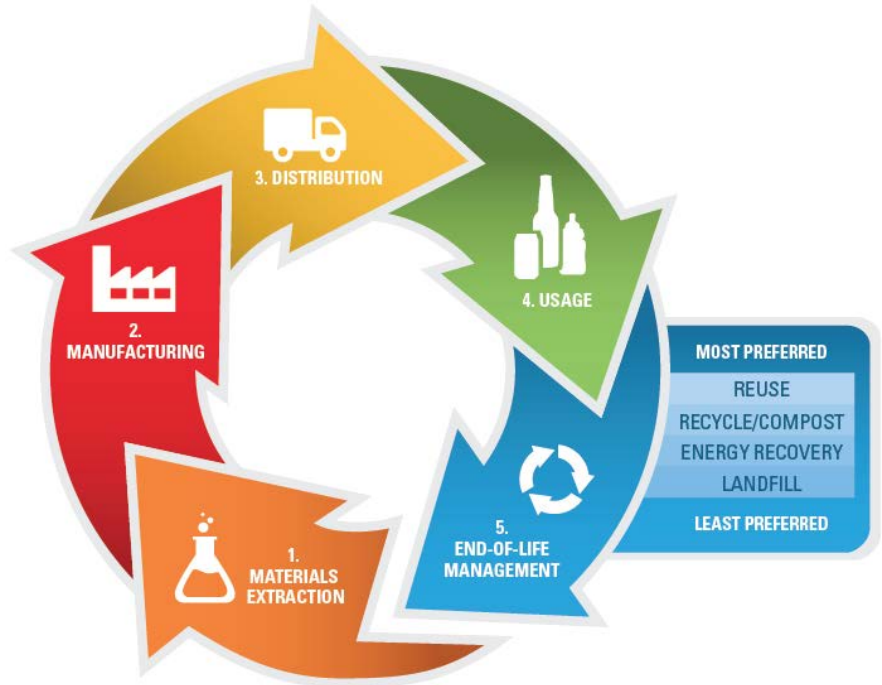 1.
MATERIALS
EXTRACTION
2.
MANUFACTURING
3. DISTRIBUTION
4. USAGE
5.
END-OF-LIFE
MANAGEMENT
MOST PREFERRED
REUSE
RECYCLE/COMPOST
ENERGY RECOVERY
LANDFILL
LEAST PREFERRED